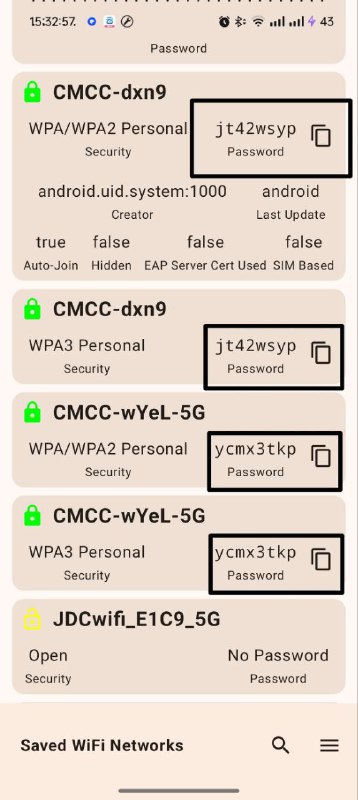 15:32:57.
43
Password
CMCC-dxn9
WPA/WPA2 Personal jt42wsyp
Security Password
android.uid.system:1000 android
Creator Last Update
true false false false
Auto-Join Hidden EAP Server Cert Used SIM Based
CMCC-dxn9
WPA3 Personal jt42wsyp
Security Password
CMCC-wYeL-5G
WPA/WPA2 Personal ycmx3tkp
Security Password
CMCC-wYeL-5G
WPA3 Personal ycmx3tkp
Security Password
JDCwifi_E1C9_5G
Open No Password
Security Password
Saved WiFi Networks